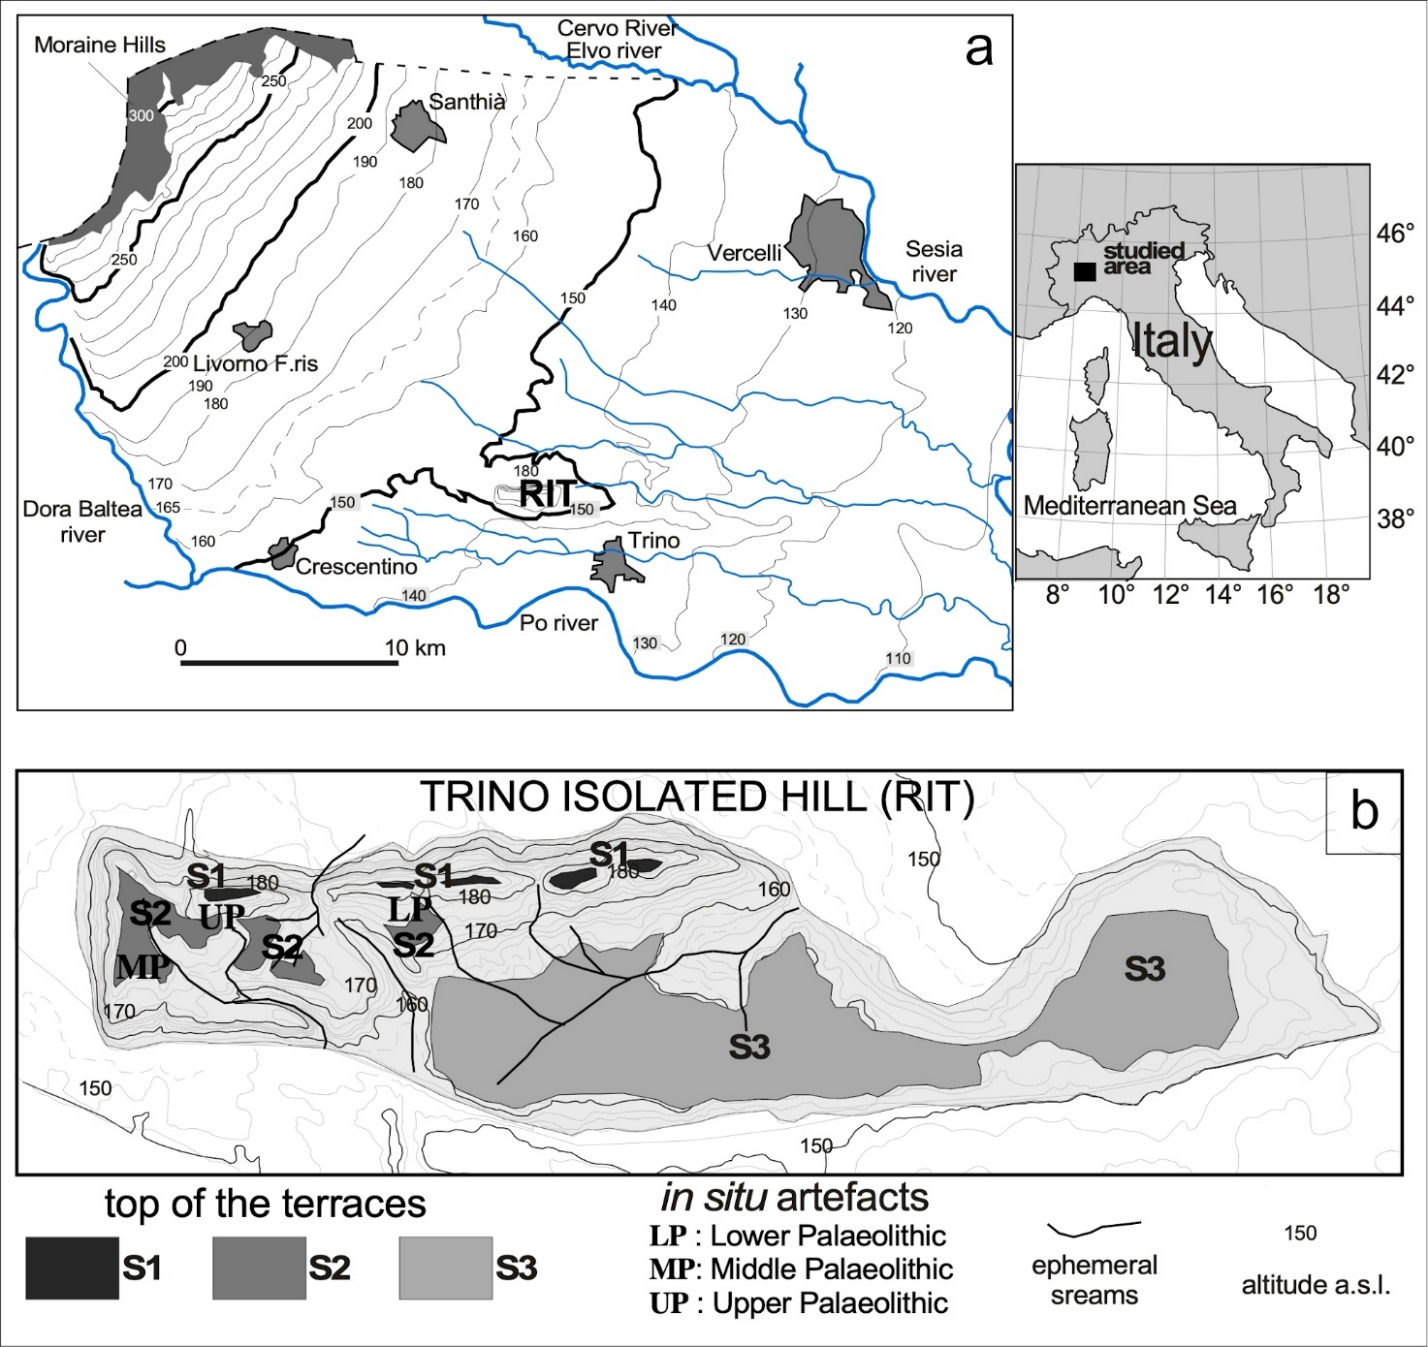 a
Cervo River
Elvo river
Moraine Hills
250
300
Santhià
200
190
180
170
160
250
Vercelli
Sesia
river
150
140
130
120
200
Livorno F.ris
190
180
170
165
160
Dora Baltea
river
150
180
RIT
150
Crescentino
Trino
140
Po river
130
120
110
0
10 km
46°
studied
area
44°
Italy
42°
40°
Mediterranean Sea
38°
8°
10°
12°
14°
16°
18°
TRINO ISOLATED HILL (RIT)
b
S1
180
S1
180
S1
180
150
160
S2
UP
S2
LP
S2
170
MP
170
170
160
S3
S3
150
150
top of the terraces
S1
S2
S3
in situ artefacts
LP : Lower Palaeolithic
MP: Middle Palaeolithic
UP : Upper Palaeolithic
ephemeral
sreams
150
altitude a.s.l.